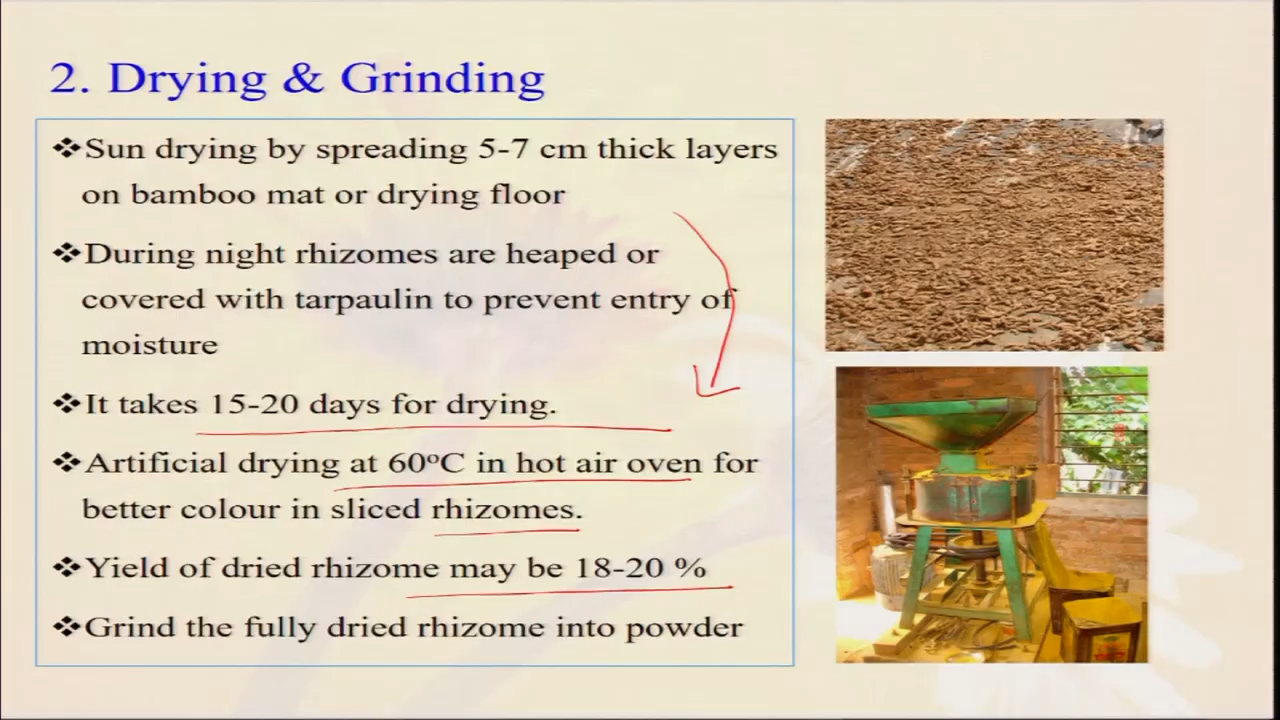 2. Drying & Grinding
❖Sun drying by spreading 5-7 cm thick layers
on bamboo mat or drying floor
❖During night rhizomes are heaped or
covered with tarpaulin to prevent entry of
moisture
❖It takes 15-20 days for drying.
❖Artificial drying at 60ºC in hot air oven for
better colour in sliced rhizomes.
❖Yield of dried rhizome may be 18-20 %
❖Grind the fully dried rhizome into powder